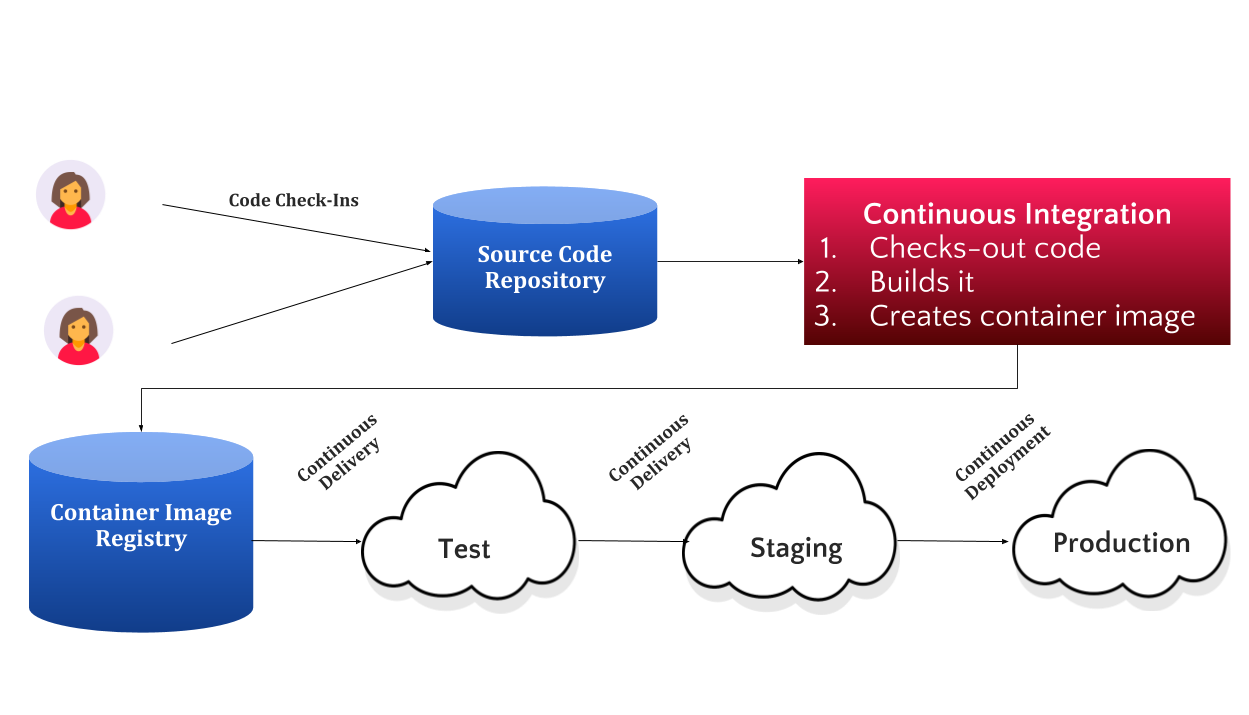 Code Check-Ins
Source Code
Repository
Continuous Integration
1. Checks-out code
2. Builds it
3. Creates container image
Container Image
Registry
Continuous
Delivery
Test
Continuous
Delivery
Staging
Continuous
Deployment
Production